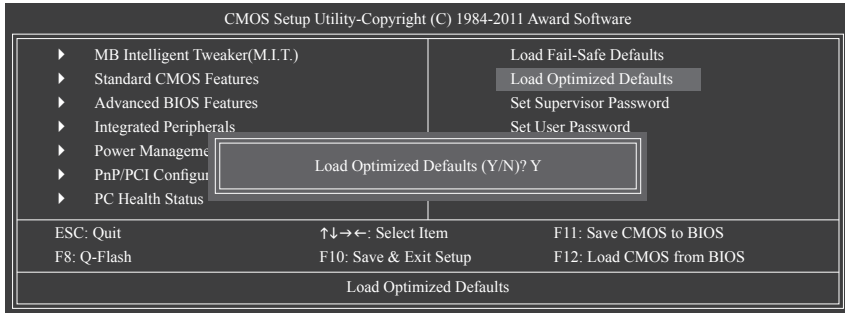 CMOS Setup Utility-Copyright (C) 1984-2011 Award Software
MB Intelligent Tweaker(M.I.T.)
Standard CMOS Features
Advanced BIOS Features
Integrated Peripherals
Power Manageme
PnP/PCI Configur
PC Health Status
Load Fail-Safe Defaults
Load Optimized Defaults
Set Supervisor Password
Set User Password
Load Optimized Defaults (Y/N)? Y
ESC: Quit
↑↓→←: Select Item
F11: Save CMOS to BIOS
F8: Q-Flash
F10: Save & Exit Setup
F12: Load CMOS from BIOS
Load Optimized Defaults